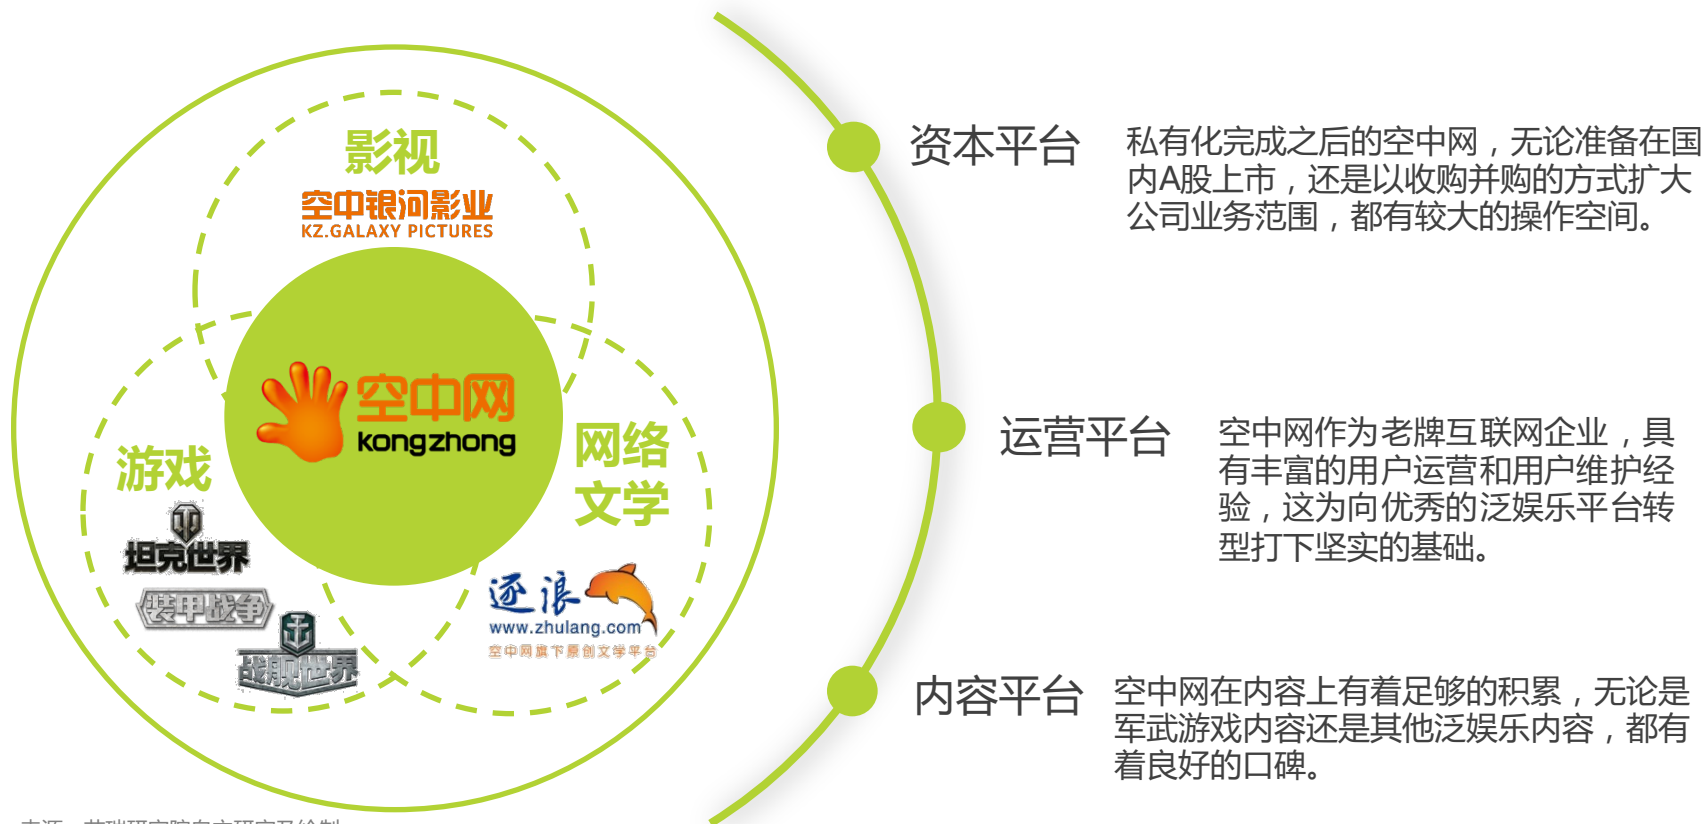 影视
空中银河影业
KZ.GALAXY PICTURES
空中网
kongzhong
游戏
坦克世界
装甲战争
战舰世界
网络
文学
逐浪
www.zhulang.com
空中网旗下原创文学平台
资本平台
私有化完成之后的空中网，无论准备在国
内A股上市，还是以收购并购的方式扩大
公司业务范围，都有较大的操作空间。
运营平台
空中网作为老牌互联网企业，具
有丰富的用户运营和用户维护经
验，这为向优秀的泛娱乐平台转
型打下坚实的基础。
内容平台
空中网在内容上有着足够的积累，无论是
军武游戏内容还是其他泛娱乐内容，都有
着良好的口碑。